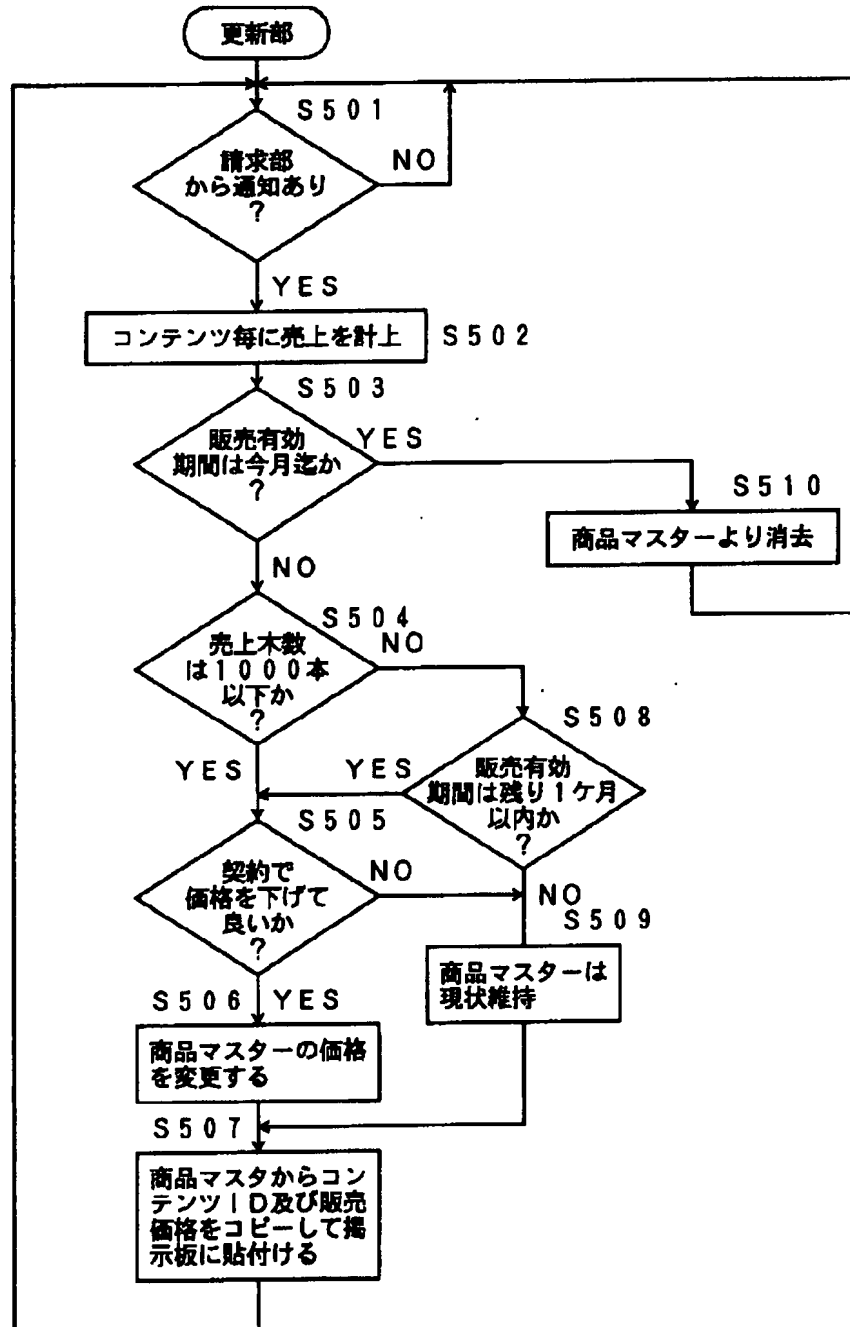 更新部
S501
請求部
から通知あり
?
NO
YES
コンテンツ毎に売上を計上
S502
S503
販売有効
期間は今月迄か
?
YES
S510
商品マスターより消去
NO
S504
売上本数
は1000本
以下か
?
NO
YES
S508
販売有効
期間は残り1ケ月
以内か
?
YES
NO
S505
契約で
価格を下げて
良いか
?
NO
S509
商品マスターは
現状維持
S506
YES
商品マスターの価格
を変更する
S507
商品マスタからコン
テンツID及び販売
価格をコピーして掲
示板に貼付ける